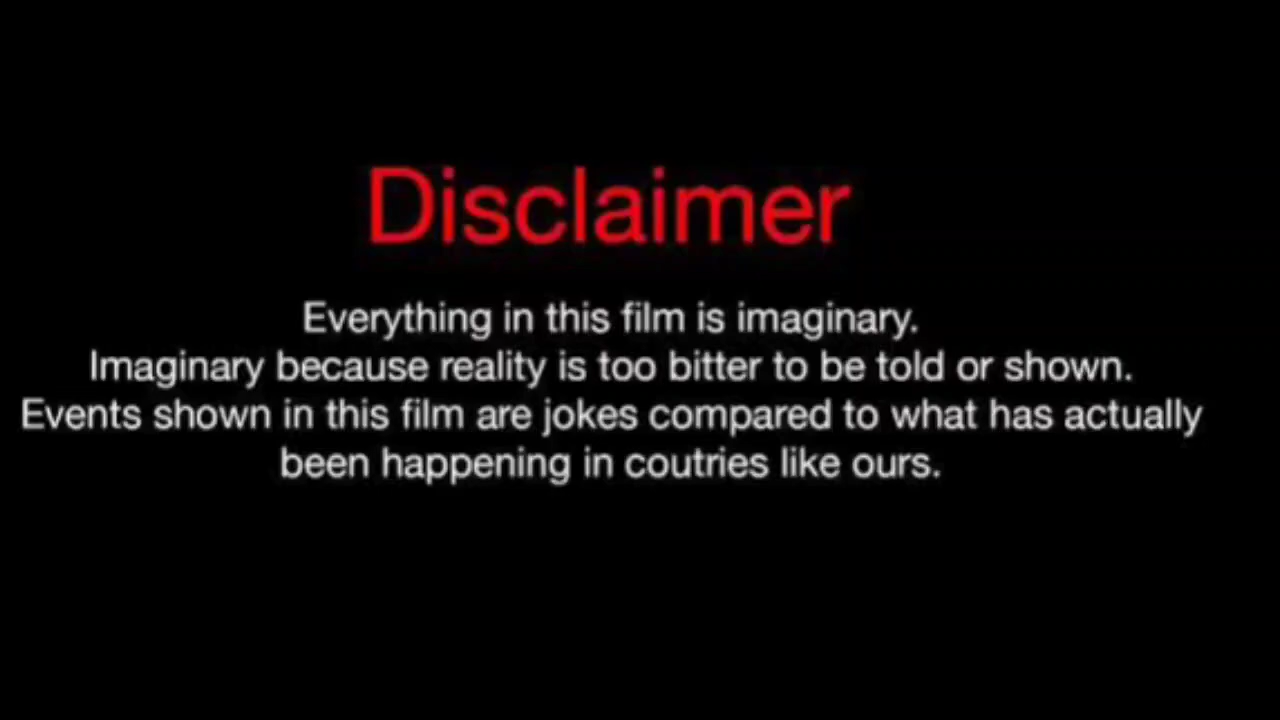 Disclaimer
Everything in this film is imaginary.
Imaginary because reality is too bitter to be told or shown.
Events shown in this film are jokes compared to what has actually
been happening in coutries like ours.